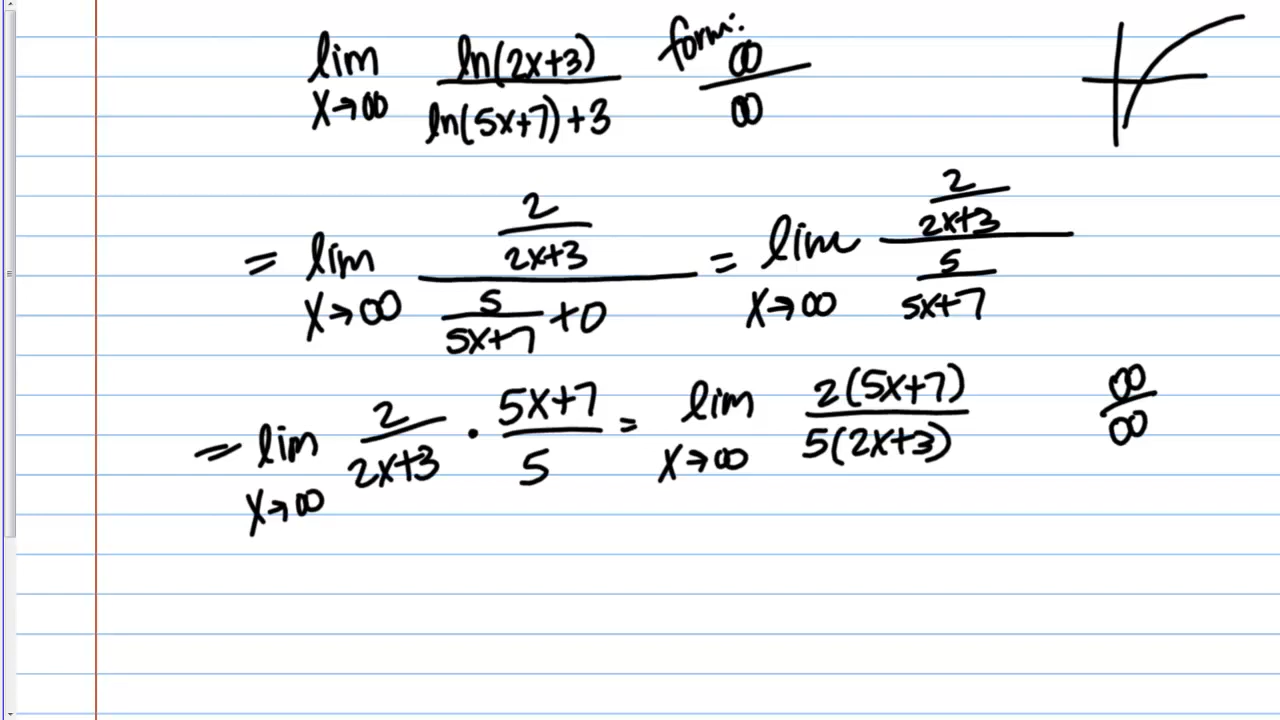 lim x→∞ ln(2x+3) / ln(5x+7)+3 form: ∞/∞
= lim x→∞ (2/(2x+3)) / (5/(5x+7) +0) = lim x→∞ (2/(2x+3)) / (5/(5x+7))
= lim x→∞ 2/(2x+3) · (5x+7)/5 = lim x→∞ 2(5x+7) / 5(2x+3) ∞/∞